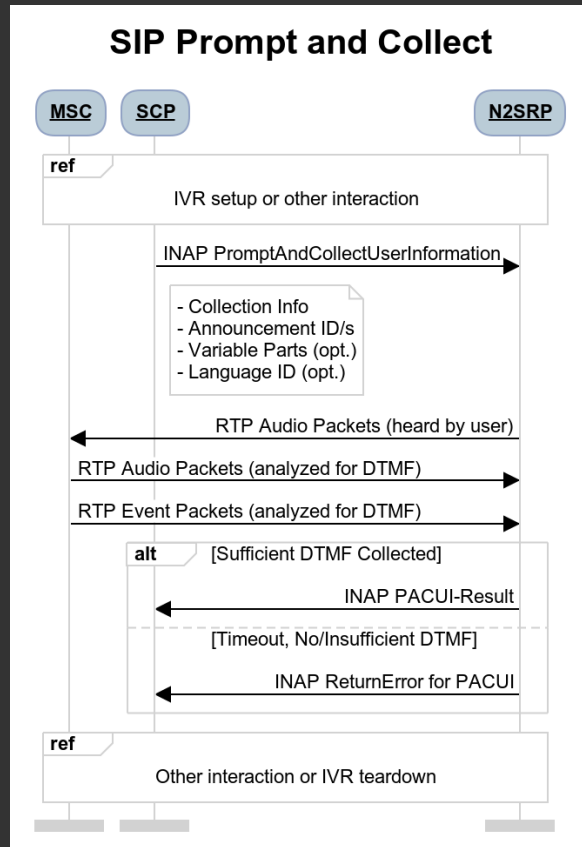 SIP Prompt and Collect
MSC
SCP
N2SRP
ref
IVR setup or other interaction
INAP PromptAndCollectUserInformation
- Collection Info
- Announcement ID/s
- Variable Parts (opt.)
- Language ID (opt.)
RTP Audio Packets (heard by user)
RTP Audio Packets (analyzed for DTMF)
RTP Event Packets (analyzed for DTMF)
alt
[Sufficient DTMF Collected]
INAP PACUI-Result
[Timeout, No/Insufficient DTMF]
INAP ReturnError for PACUI
ref
Other interaction or IVR teardown